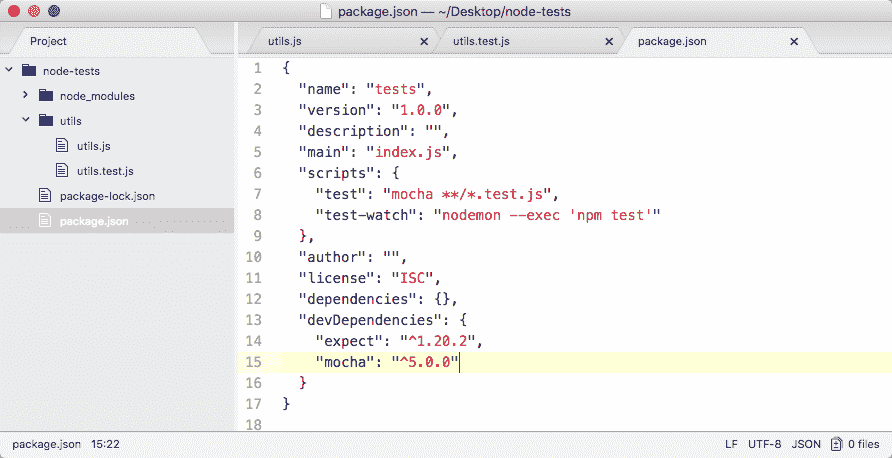 package.json — ~/Desktop/node-tests
Project
utils.js
utils.test.js
package.json
node-tests
node_modules
utils
utils.js
utils.test.js
package-lock.json
package.json
1 {
2 "name": "tests",
3 "version": "1.0.0",
4 "description": "",
5 "main": "index.js",
6 "scripts": {
7 "test": "mocha **/*.test.js",
8 "test-watch": "nodemon --exec 'npm test'"
9 },
10 "author": "",
11 "license": "ISC",
12 "dependencies": {},
13 "devDependencies": {
14 "expect": "^1.20.2",
15 "mocha": "^5.0.0"
16 }
17 }
18
package.json 15:22
LF UTF-8 JSON 0 files